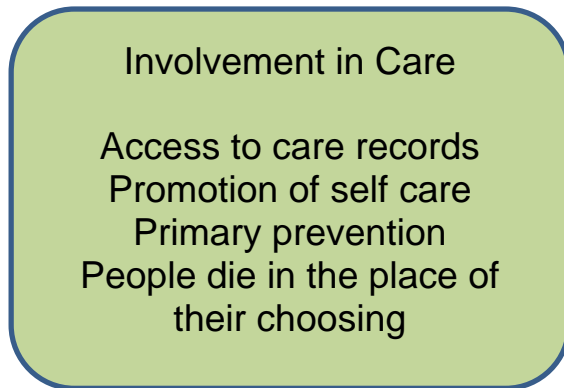 Involvement in Care
Access to care records
Promotion of self care
Primary prevention
People die in the place of
their choosing